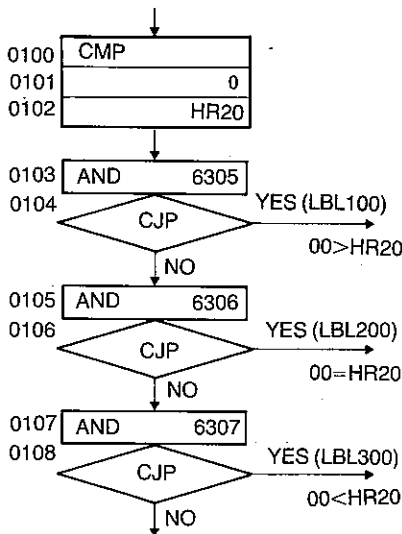 0100 CMP
0101 0
0102 HR20
0103 AND 6305
0104 CJP YES (LBL100)
00>HR20
NO
0105 AND 6306
0106 CJP YES (LBL200)
00=HR20
NO
0107 AND 6307
0108 CJP YES (LBL300)
00<HR20
NO